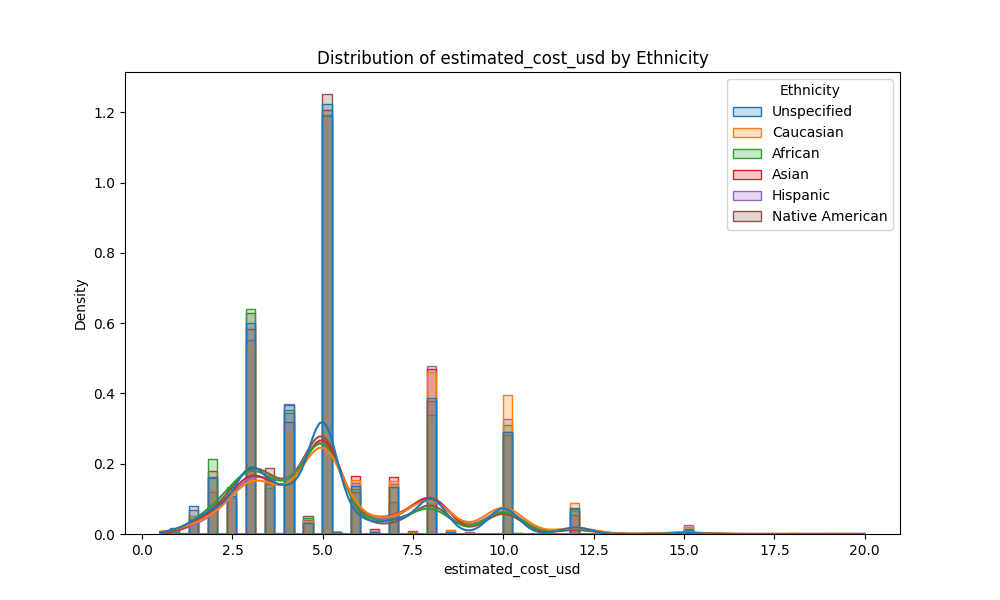 Distribution of estimated_cost_usd by Ethnicity
Ethnicity
Unspecified
Caucasian
African
Asian
Hispanic
Native American
Density
1.2
1.0
0.8
0.6
0.4
0.2
0.0
0.0 2.5 5.0 7.5 10.0 12.5 15.0 17.5 20.0
estimated_cost_usd